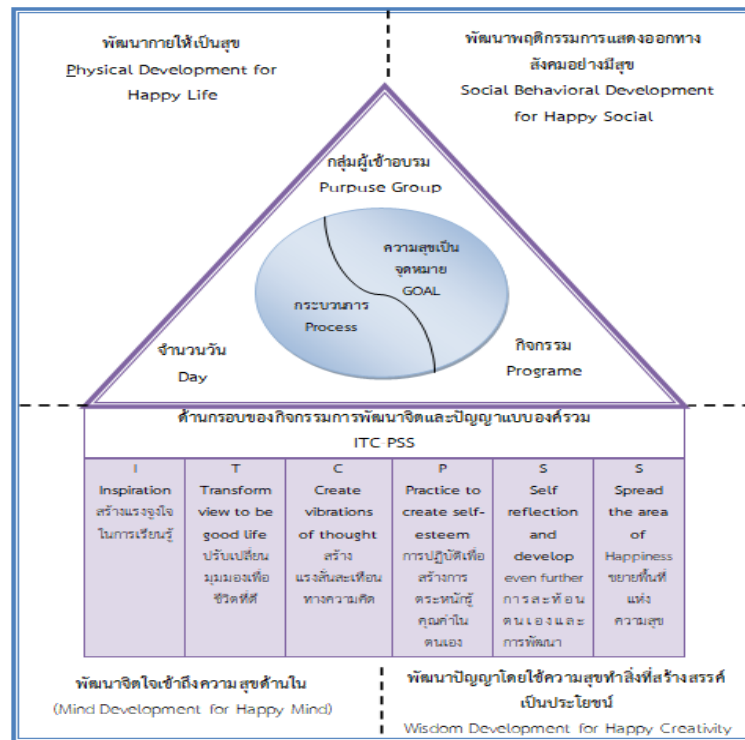 พัฒนากายให้เป็นสุข
Physical Development for
Happy Life
พัฒนาพฤติกรรมการแสดงออกทาง
สังคมอย่างมีสุข
Social Behavioral Development
for Happy Social
กลุ่มผู้เข้าอบรม
Purpuse Group
ความสุขเป็น
จุดหมาย
GOAL
กระบวนการ
Process
จำนวนวัน
Day
กิจกรรม
Programe
ด้านกรอบของกิจกรรมการพัฒนาจิตและปัญญาแบบองค์รวม
ITC PSS
I
Inspiration
สร้างแรงจูงใจ
ในการเรียนรู้
T
Transform
view to be
good life
ปรับเปลี่ยน
มุมมองเพื่อ
ชีวิตที่ดี
C
Create
vibrations
of thought
สร้าง
แรงสั่นสะเทือน
ทางความคิด
P
Practice to
create self-
esteem
การปฏิบัติเพื่อ
สร้างการ
ตระหนักรู้
คุณค่าใน
ตนเอง
S
Self
reflection
and
develop
even further
การสะท้อน
ตนเองและ
การพัฒนา
S
Spread
the area
of
Happiness
ขยายพื้นที่
แห่ง
ความสุข
พัฒนาจิตใจเข้าถึงความสุขด้านใน
(Mind Development for Happy Mind)
พัฒนาปัญญาโดยใช้ความสุขทำสิ่งที่สร้างสรรค์
เป็นประโยชน์
Wisdom Development for Happy Creativity